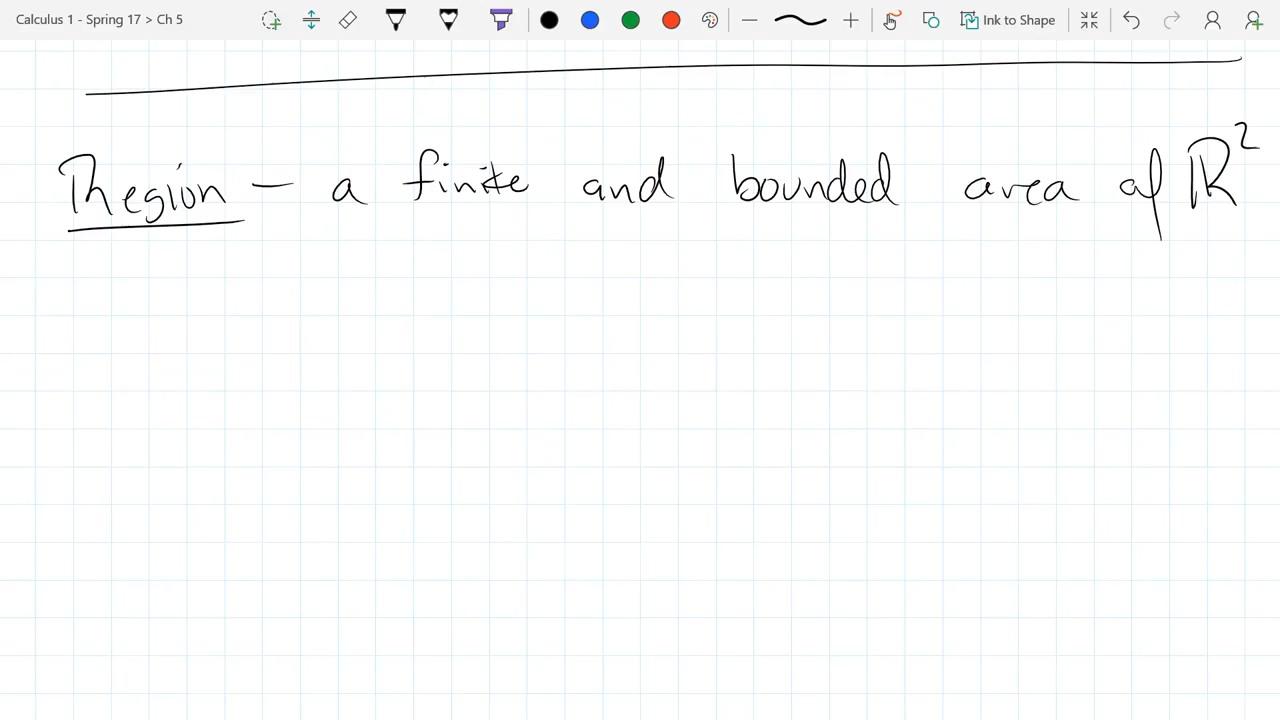 Calculus 1 - Spring 17 > Ch 5
Ink to Shape
Region — a finite and bounded area of ℝ²